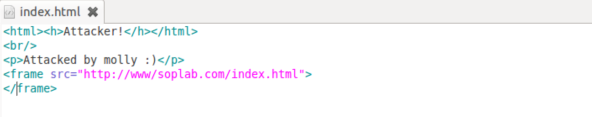 index.html
<html><h>Attacker!</h></html>
<br/>
<p>Attacked by molly :)</p>
<frame src="http://www/soplab.com/index.html">
</frame>